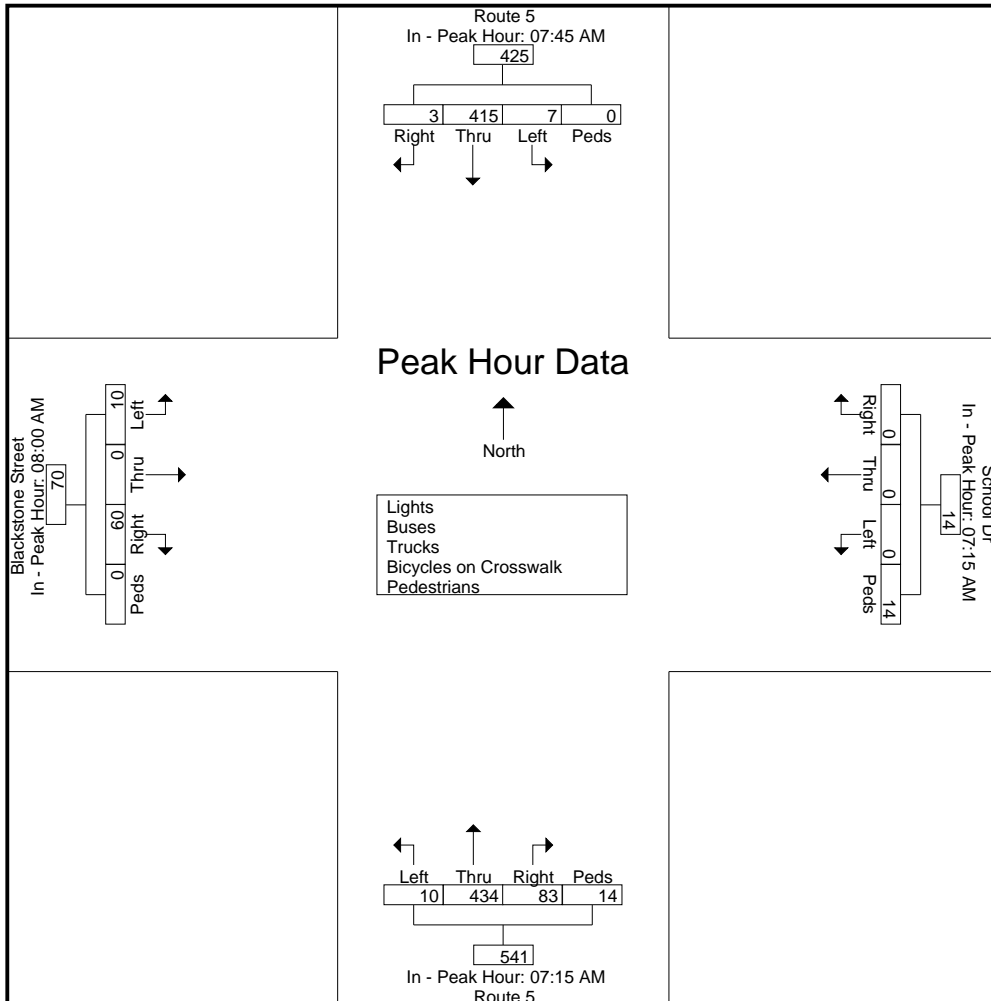 Route 5
In - Peak Hour: 07:45 AM
425
3 415 7 0
Right Thru Left Peds
Peak Hour Data
North
Lights
Buses
Trucks
Bicycles on Crosswalk
Pedestrians
Blackstone Street
In - Peak Hour: 08:00 AM
70
10 0 60 0
Left Thru Right Peds
School Dr
In - Peak Hour: 07:15 AM
14
0 0 0 14
Right Thru Left Peds
Left Thru Right Peds
10 434 83 14
541
In - Peak Hour: 07:15 AM
Route 5